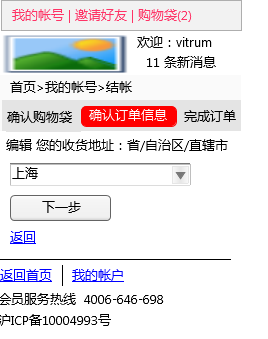 我的帐号 | 邀请好友 | 购物袋(2)
欢迎：vitrum
11 条新消息
首页>我的帐号>结帐
确认购物袋 确认订单信息 完成订单
编辑 您的收货地址：省/自治区/直辖市
上海
下一步
返回
返回首页 | 我的帐户
会员服务热线 4006-646-698
沪ICP备10004993号